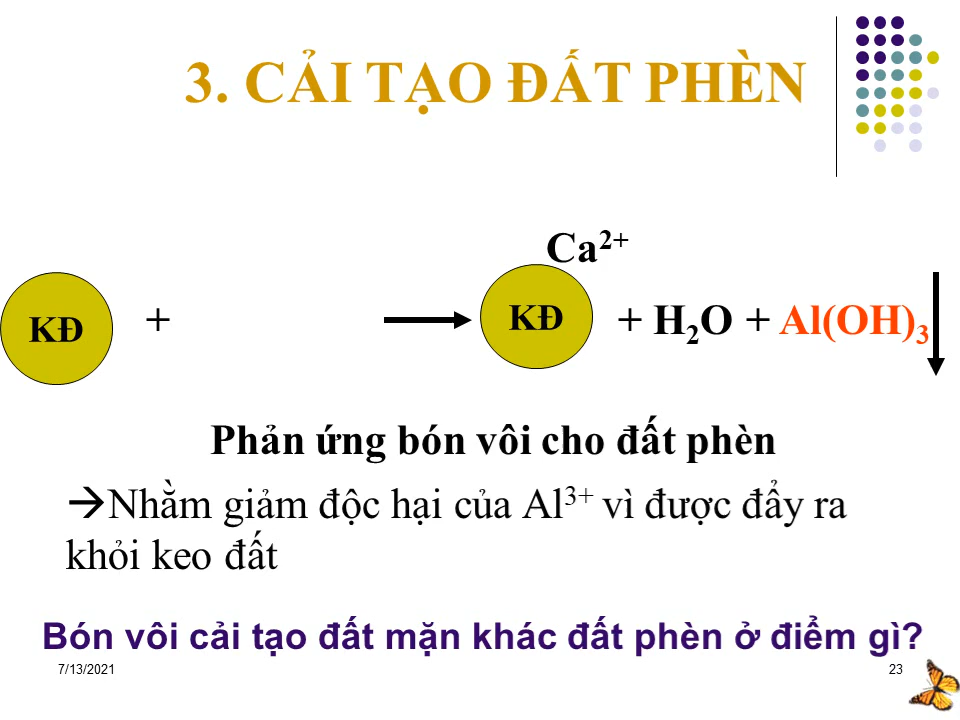 3. CẢI TẠO ĐẤT PHÈN
Ca²⁺
KĐ + → KĐ + H₂O + Al(OH)₃ ↓
Phản ứng bón vôi cho đất phèn
→Nhằm giảm độc hại của Al³⁺ vì được đẩy ra
khỏi keo đất
Bón vôi cải tạo đất mặn khác đất phèn ở điểm gì?
7/13/2021 23